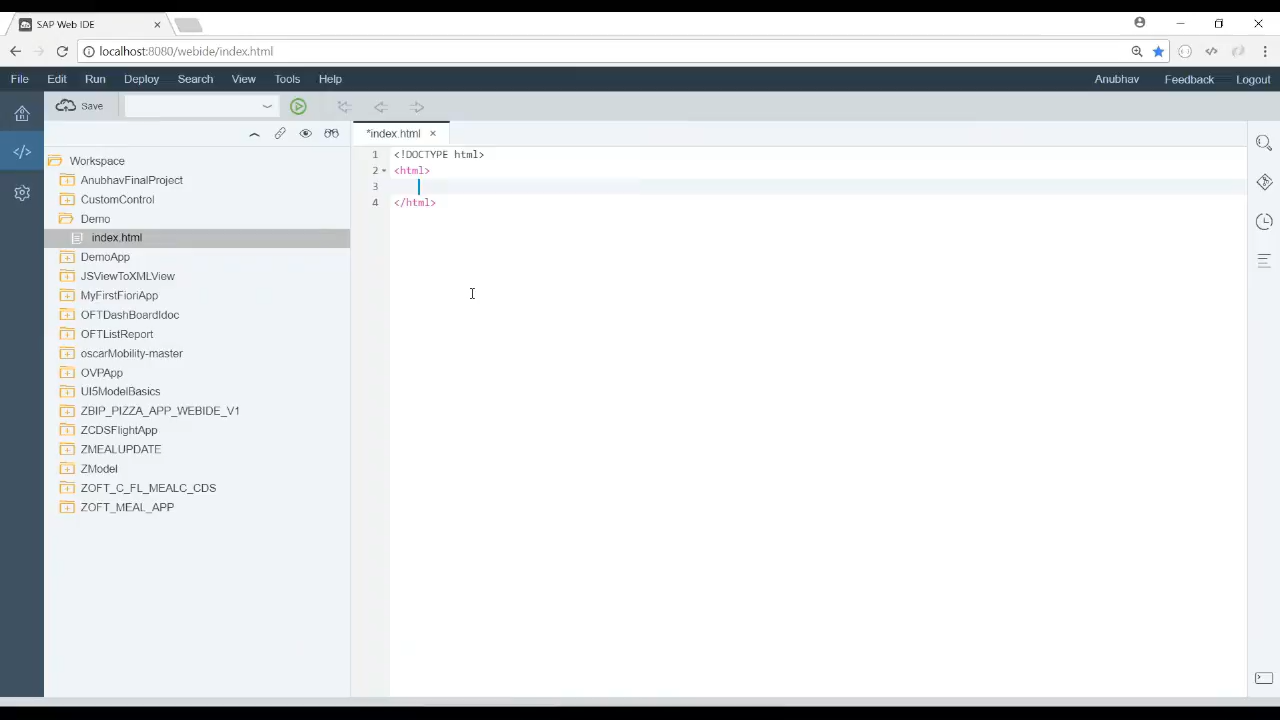 SAP Web IDE
localhost:8080/webide/index.html
File Edit Run Deploy Search View Tools Help Anubhav Feedback Logout
Save
*index.html
Workspace
AnubhavFinalProject
CustomControl
Demo
index.html
DemoApp
JSViewToXMLView
MyFirstFioriApp
OFTDashBoardIdoc
OFTListReport
oscarMobility-master
OVPApp
UI5ModelBasics
ZBIP_PIZZA_APP_WEBIDE_V1
ZCDSFlightApp
ZMEALUPDATE
ZModel
ZOFT_C_FL_MEALC_CDS
ZOFT_MEAL_APP
1 <!DOCTYPE html>
2 <html>
3
4 </html>